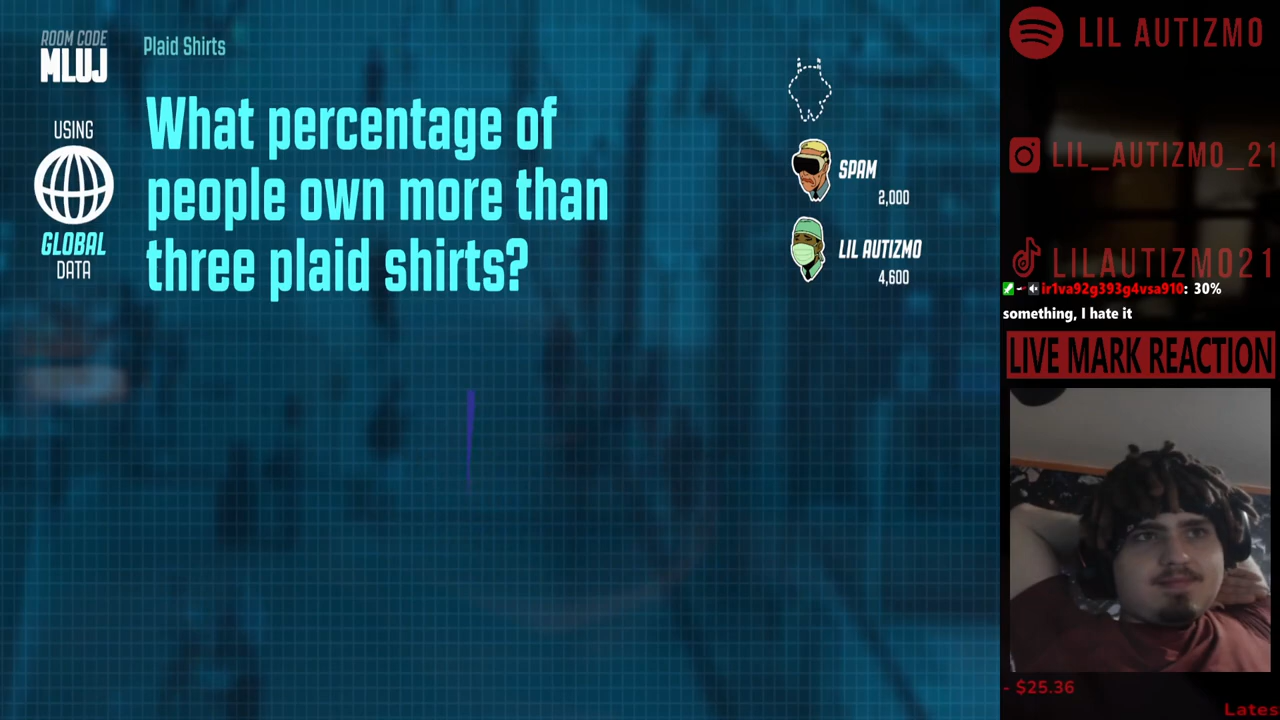 ROOM CODE
MLUJ
Plaid Shirts
USING
GLOBAL
DATA
What percentage of
people own more than
three plaid shirts?
SPAM
2,000
LIL AUTIZMO
4,600
LIL AUTIZMO
LIL_AUTIZMO_21
LILAUTIZMO21
ir1va92g393g4vsa910: 30%
something, I hate it
LIVE MARK REACTION
- $25.36
Lates